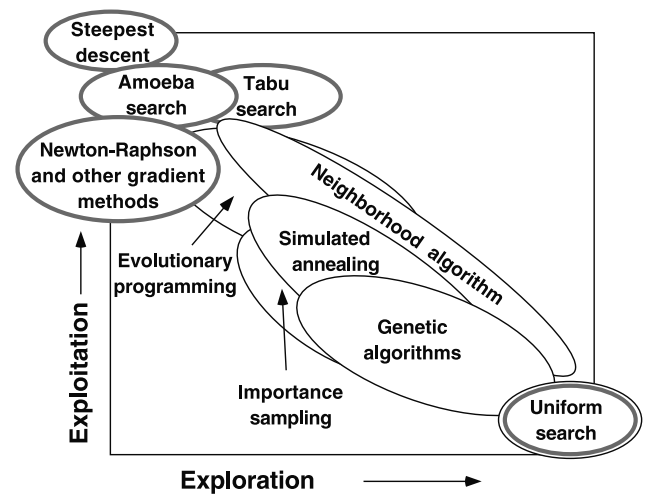 Steepest
descent
Amoeba
search
Tabu
search
Newton-Raphson
and other gradient
methods
Neighborhood algorithm
Simulated
annealing
Evolutionary
programming
Genetic
algorithms
Importance
sampling
Uniform
search
Exploitation
Exploration